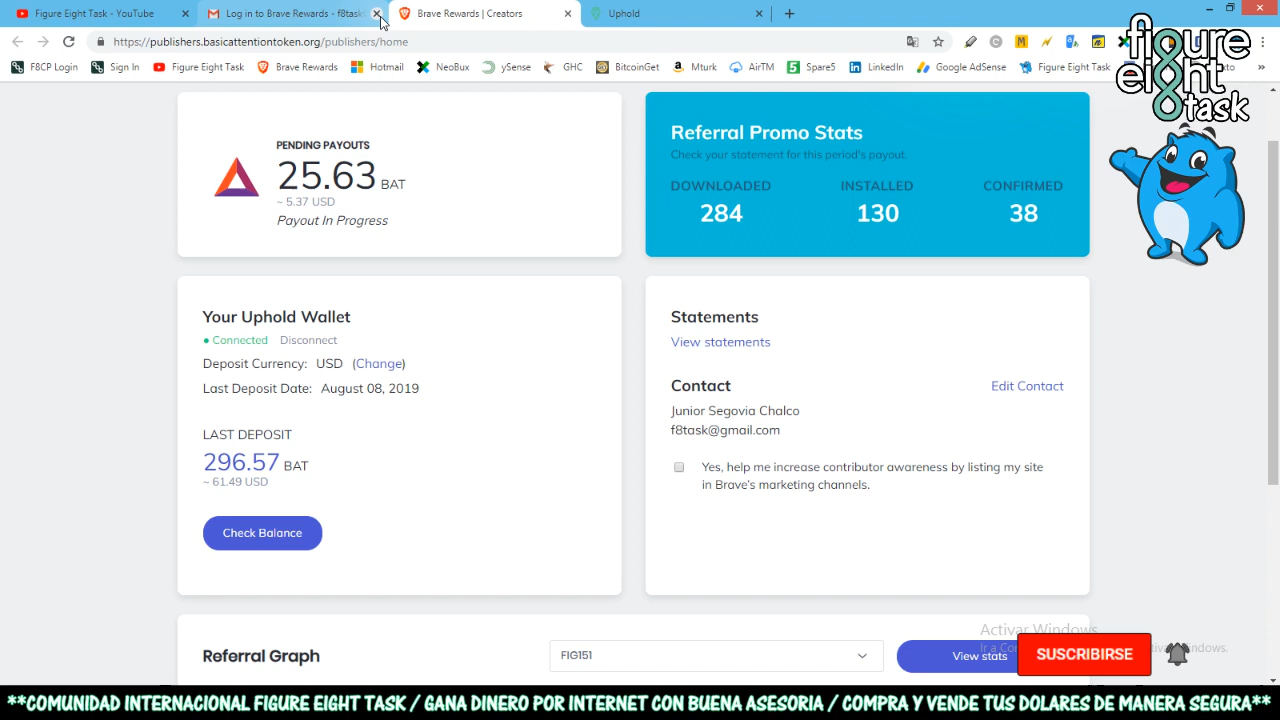 Figure Eight Task - YouTube
Log in to Brave Rewards - f8task
Brave Rewards | Creators
Uphold
https://publishers.basicattentiontoken.org/publishers/home
F8CP Login
Sign In
Figure Eight Task
Brave Rewards
Hotmail
NeoBux
ySense
GHC
BitcoinGet
Mturk
AirTM
Spare5
LinkedIn
Google AdSense
Figure Eight Task
figure
eight
task
PENDING PAYOUTS
25.63 BAT
~ 5.37 USD
Payout In Progress
Referral Promo Stats
Check your statement for this period's payout.
DOWNLOADED INSTALLED CONFIRMED
284 130 38
Your Uphold Wallet
Connected Disconnect
Deposit Currency: USD (Change)
Last Deposit Date: August 08, 2019
LAST DEPOSIT
296.57 BAT
~ 61.49 USD
Check Balance
Statements
View statements
Contact
Edit Contact
Junior Segovia Chalco
f8task@gmail.com
Yes, help me increase contributor awareness by listing my site
in Brave's marketing channels.
Referral Graph
FIG151
View stats
Activar Windows
SUSCRIBIRSE
**COMUNIDAD INTERNACIONAL FIGURE EIGHT TASK / GANA DINERO POR INTERNET CON BUENA ASESORIA / COMPRA Y VENDE TUS DOLARES DE MANERA SEGURA**